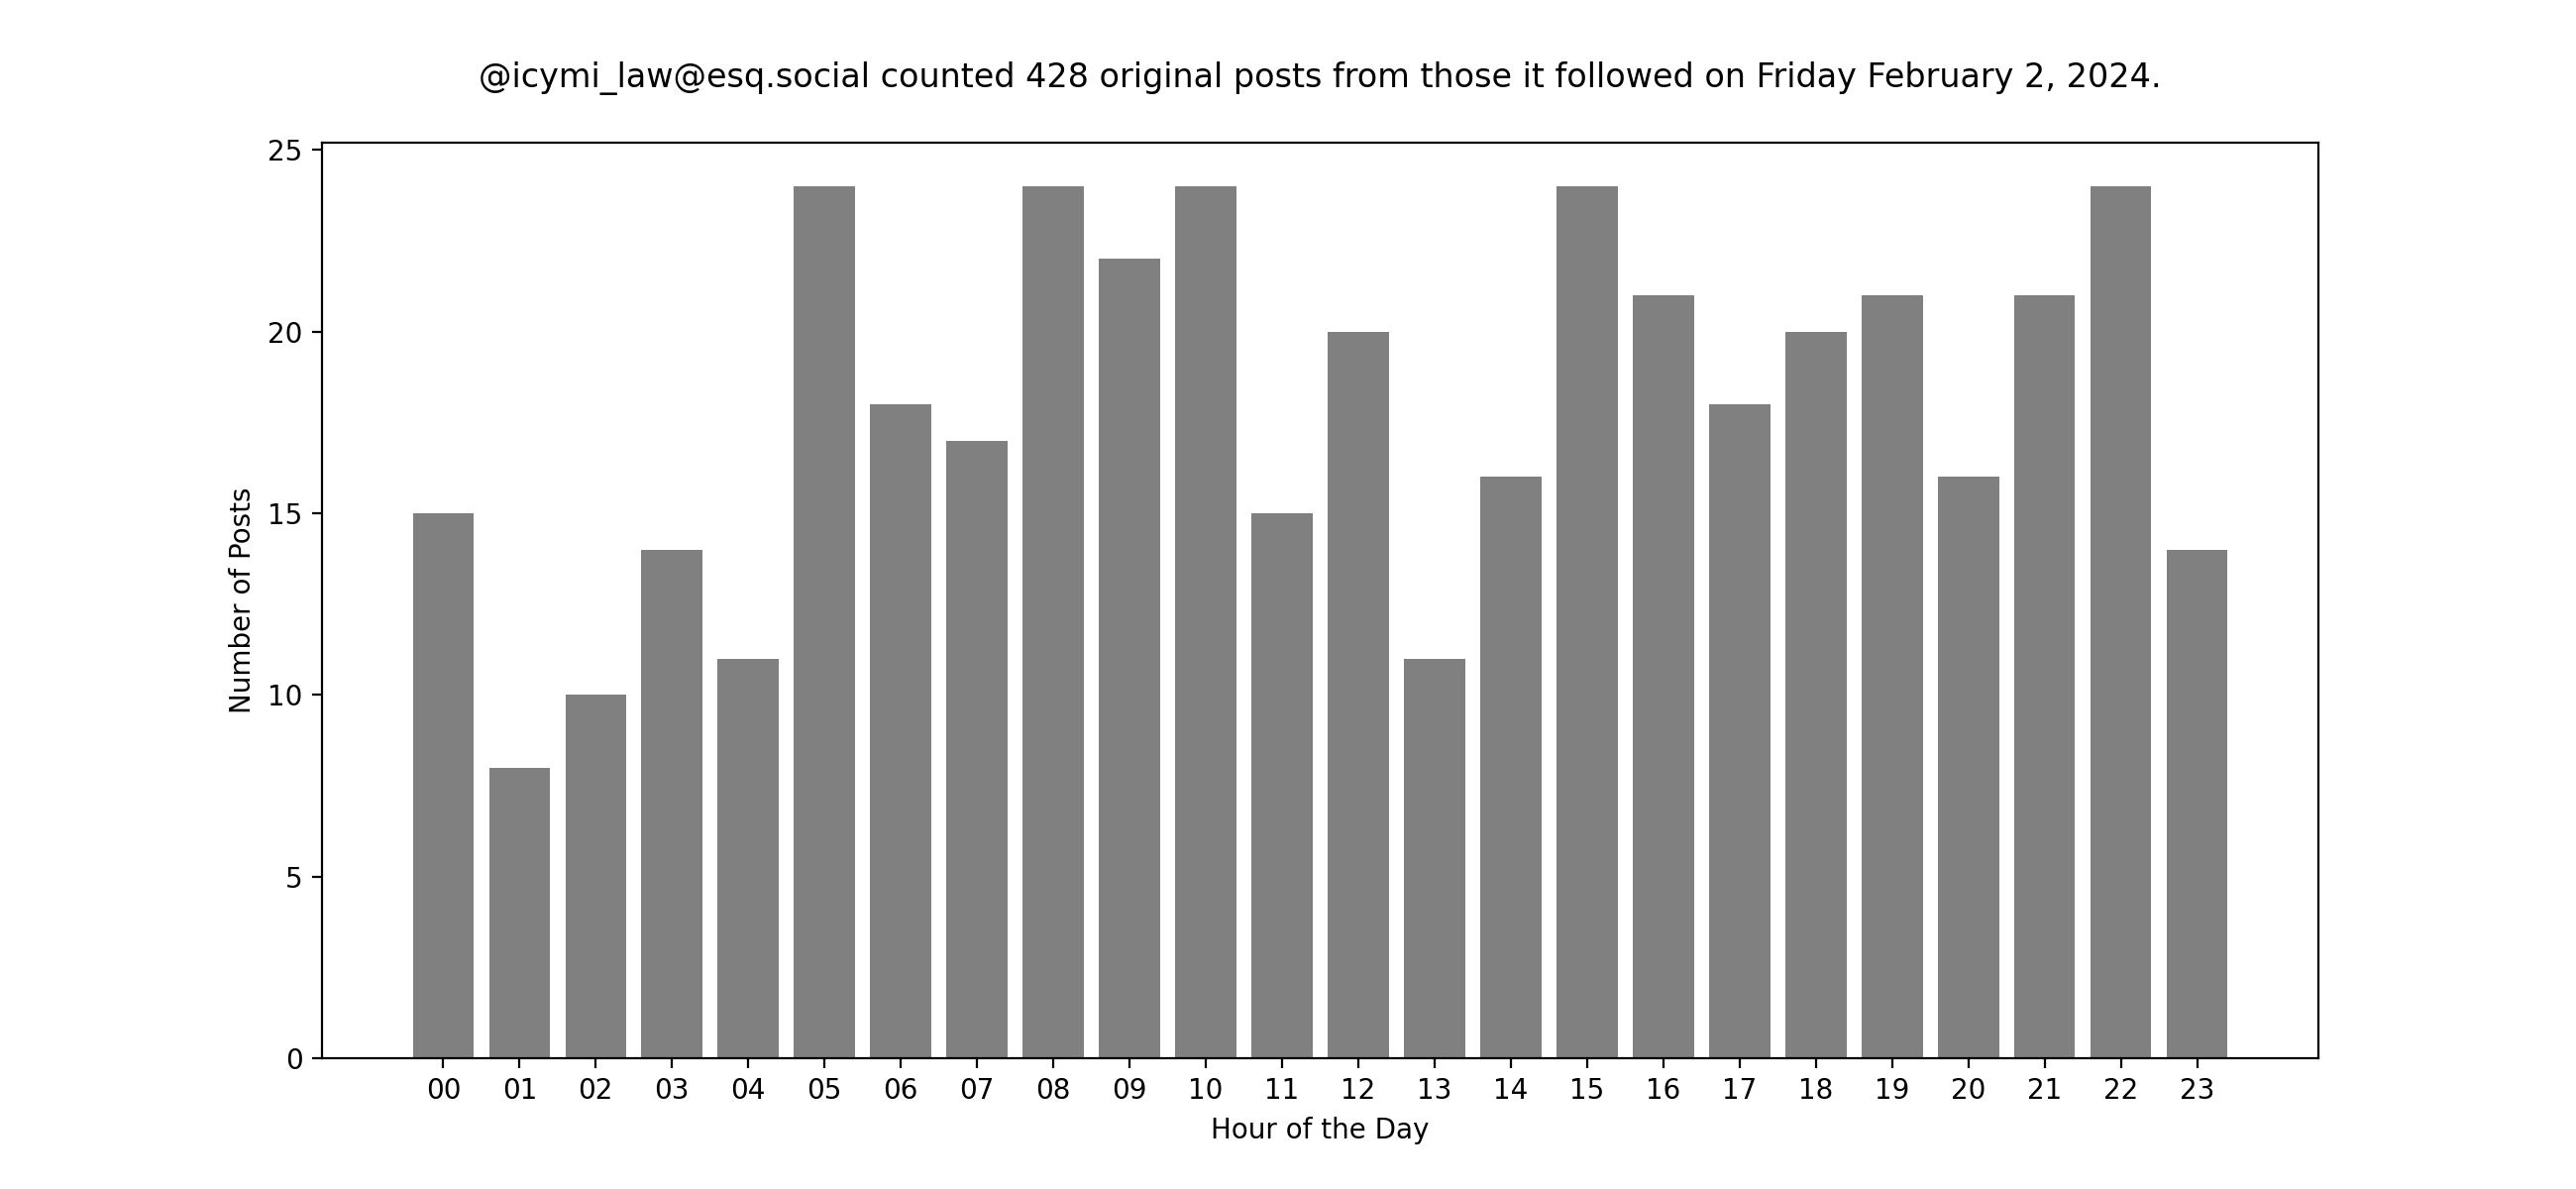 @icymi_law@esq.social counted 428 original posts from those it followed on Friday February 2, 2024.
25
20
15
10
5
0
Number of Posts
00 01 02 03 04 05 06 07 08 09 10 11 12 13 14 15 16 17 18 19 20 21 22 23
Hour of the Day